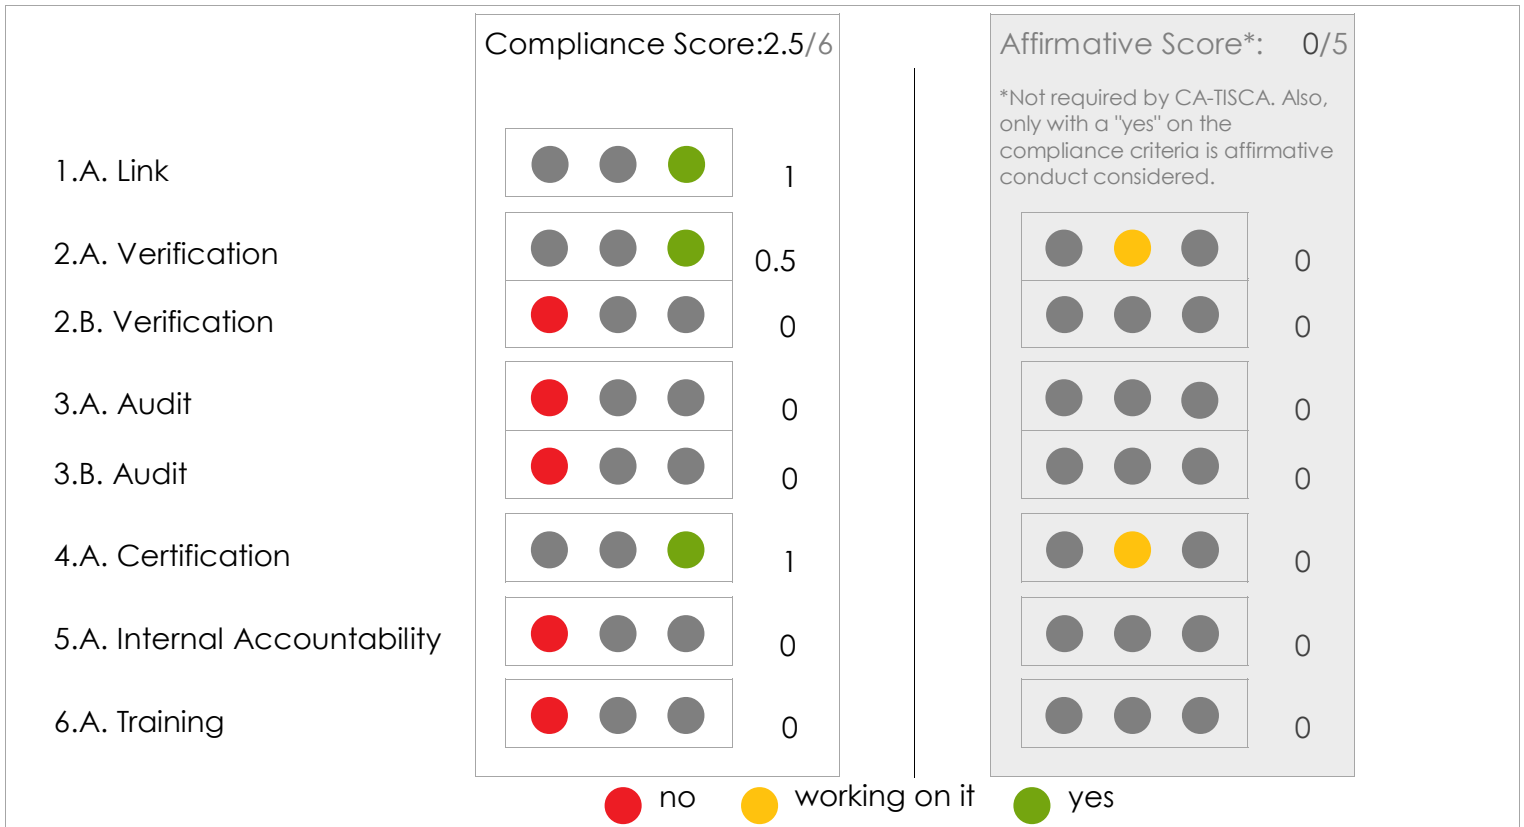 Compliance Score:2.5/6
Affirmative Score*: 0/5
*Not required by CA-TISCA. Also,
only with a "yes" on the
compliance criteria is affirmative
conduct considered.
1.A. Link 1
2.A. Verification 0.5 0
2.B. Verification 0 0
3.A. Audit 0 0
3.B. Audit 0 0
4.A. Certification 1 0
5.A. Internal Accountability 0 0
6.A. Training 0 0
no working on it yes